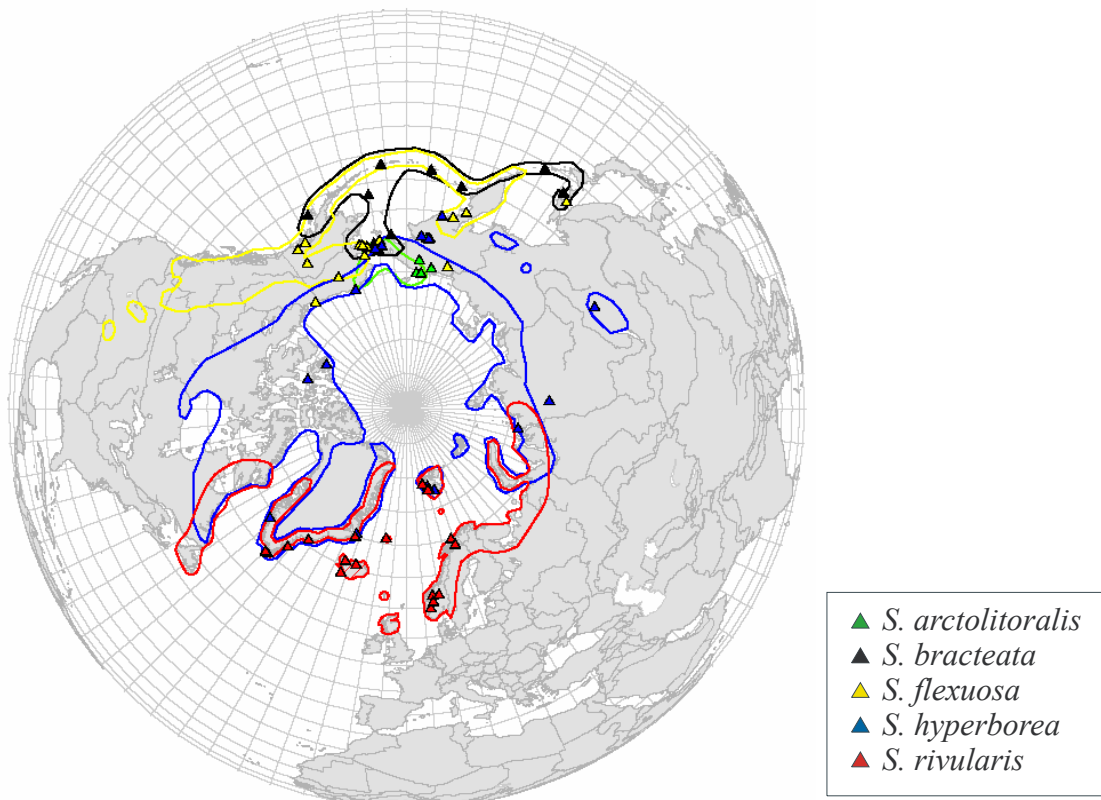 S. arctolitoralis
S. bracteata
S. flexuosa
S. hyperborea
S. rivularis